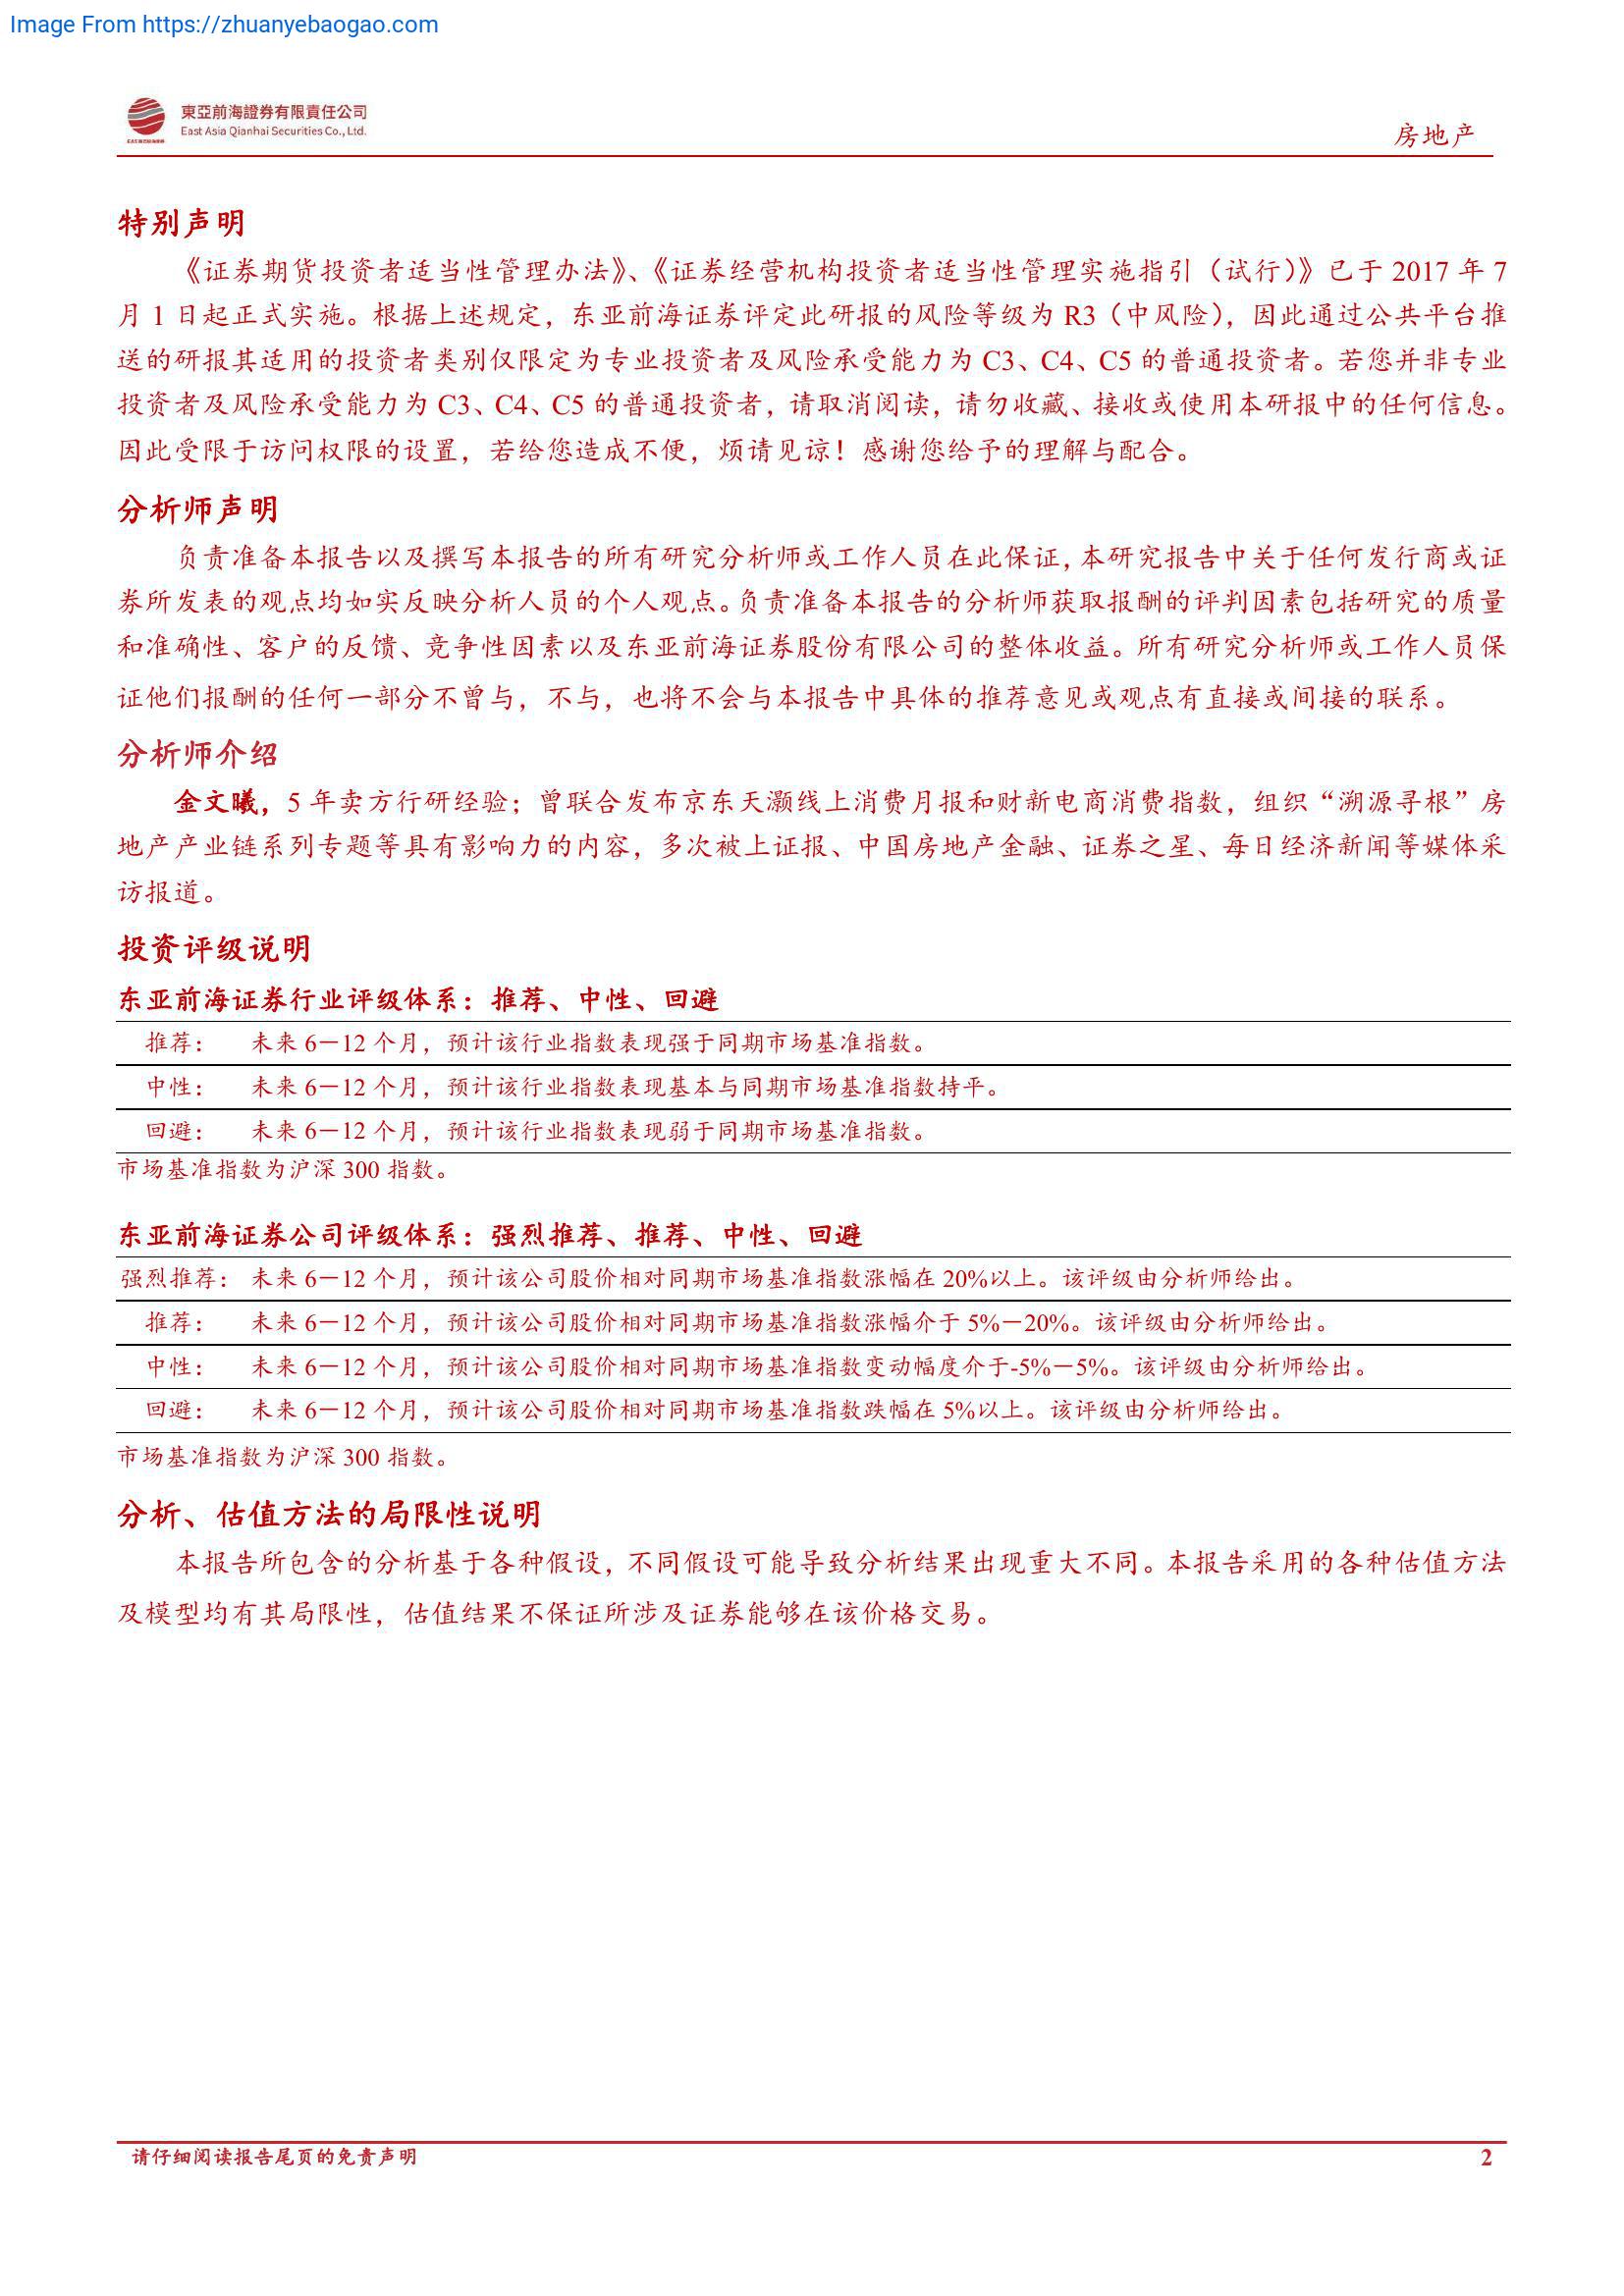 Image From https://zhuanyebaogao.com
東亞前海證券有限責任公司
East Asia Qianhai Securities Co., Ltd.
房地产
特别声明
《证券期货投资者适当性管理办法》、《证券经营机构投资者适当性管理实施指引（试行）》已于 2017 年 7
月 1 日起正式实施。根据上述规定，东亚前海证券评定此研报的风险等级为 R3（中风险），因此通过公共平台推
送的研报其适用的投资者类别仅限定为专业投资者及风险承受能力为 C3、C4、C5 的普通投资者。若您并非专业
投资者及风险承受能力为 C3、C4、C5 的普通投资者，请取消阅读，请勿收藏、接收或使用本研报中的任何信息。
因此受限于访问权限的设置，若给您造成不便，烦请见谅！感谢您给予的理解与配合。
分析师声明
负责准备本报告以及撰写本报告的所有研究分析师或工作人员在此保证，本研究报告中关于任何发行商或证
券所发表的观点均如实反映分析人员的个人观点。负责准备本报告的分析师获取报酬的评判因素包括研究的质量
和准确性、客户的反馈、竞争性因素以及东亚前海证券股份有限公司的整体收益。所有研究分析师或工作人员保
证他们报酬的任何一部分不曾与，不与，也将不会与本报告中具体的推荐意见或观点有直接或间接的联系。
分析师介绍
金文曦，5 年卖方行研经验；曾联合发布京东天灏线上消费月报和财新电商消费指数，组织“溯源寻根”房
地产产业链系列专题等具有影响力的内容，多次被上证报、中国房地产金融、证券之星、每日经济新闻等媒体采
访报道。
投资评级说明
东亚前海证券行业评级体系：推荐、中性、回避
推荐： 未来 6－12 个月，预计该行业指数表现强于同期市场基准指数。
中性： 未来 6－12 个月，预计该行业指数表现基本与同期市场基准指数持平。
回避： 未来 6－12 个月，预计该行业指数表现弱于同期市场基准指数。
市场基准指数为沪深 300 指数。
东亚前海证券公司评级体系：强烈推荐、推荐、中性、回避
强烈推荐： 未来 6－12 个月，预计该公司股价相对同期市场基准指数涨幅在 20%以上。该评级由分析师给出。
推荐： 未来 6－12 个月，预计该公司股价相对同期市场基准指数涨幅介于 5%－20%。该评级由分析师给出。
中性： 未来 6－12 个月，预计该公司股价相对同期市场基准指数变动幅度介于-5%－5%。该评级由分析师给出。
回避： 未来 6－12 个月，预计该公司股价相对同期市场基准指数跌幅在 5%以上。该评级由分析师给出。
市场基准指数为沪深 300 指数。
分析、估值方法的局限性说明
本报告所包含的分析基于各种假设，不同假设可能导致分析结果出现重大不同。本报告采用的各种估值方法
及模型均有其局限性，估值结果不保证所涉及证券能够在该价格交易。
请仔细阅读报告尾页的免责声明
2